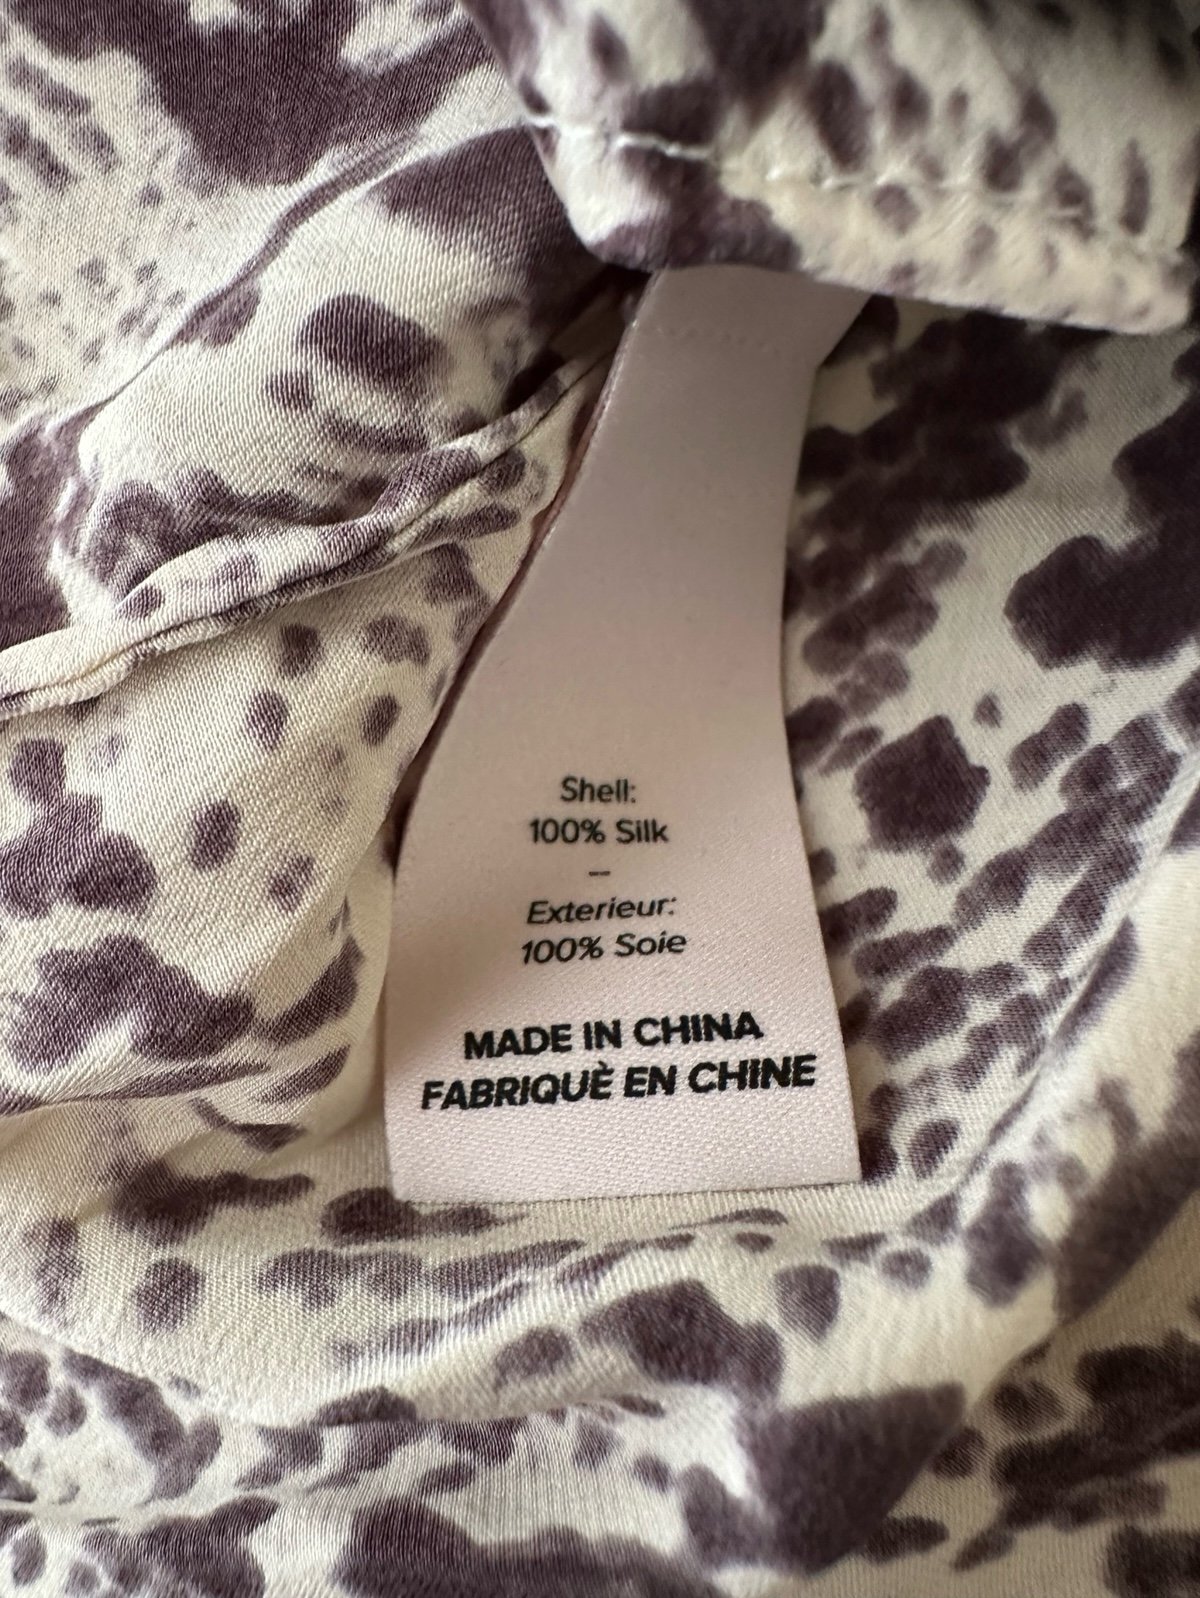 Shell:
100% Silk
–
Exterieur:
100% Soie
MADE IN CHINA
FABRIQUÈ EN CHINE